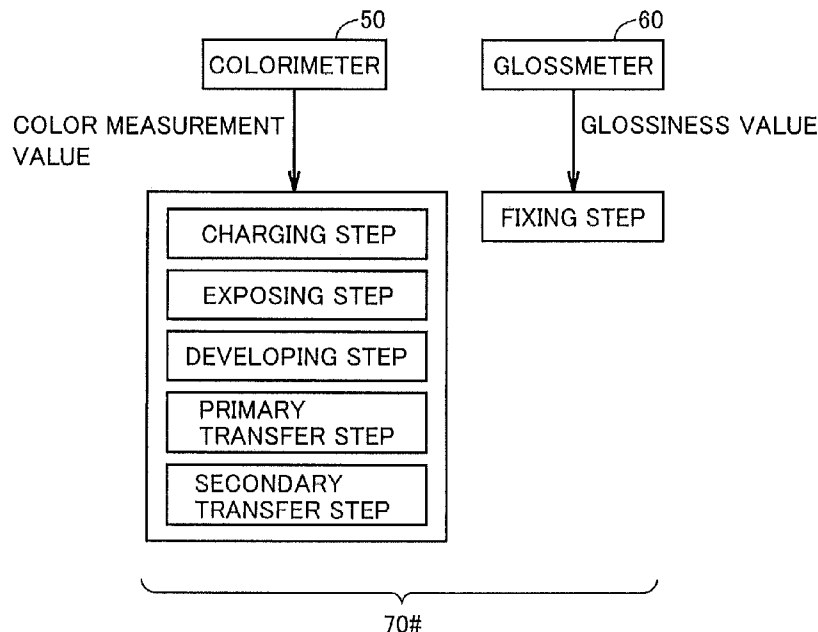 50
60
COLORIMETER
GLOSSMETER
COLOR MEASUREMENT
VALUE
GLOSSINESS VALUE
CHARGING STEP
EXPOSING STEP
DEVELOPING STEP
PRIMARY
TRANSFER STEP
SECONDARY
TRANSFER STEP
FIXING STEP
70#